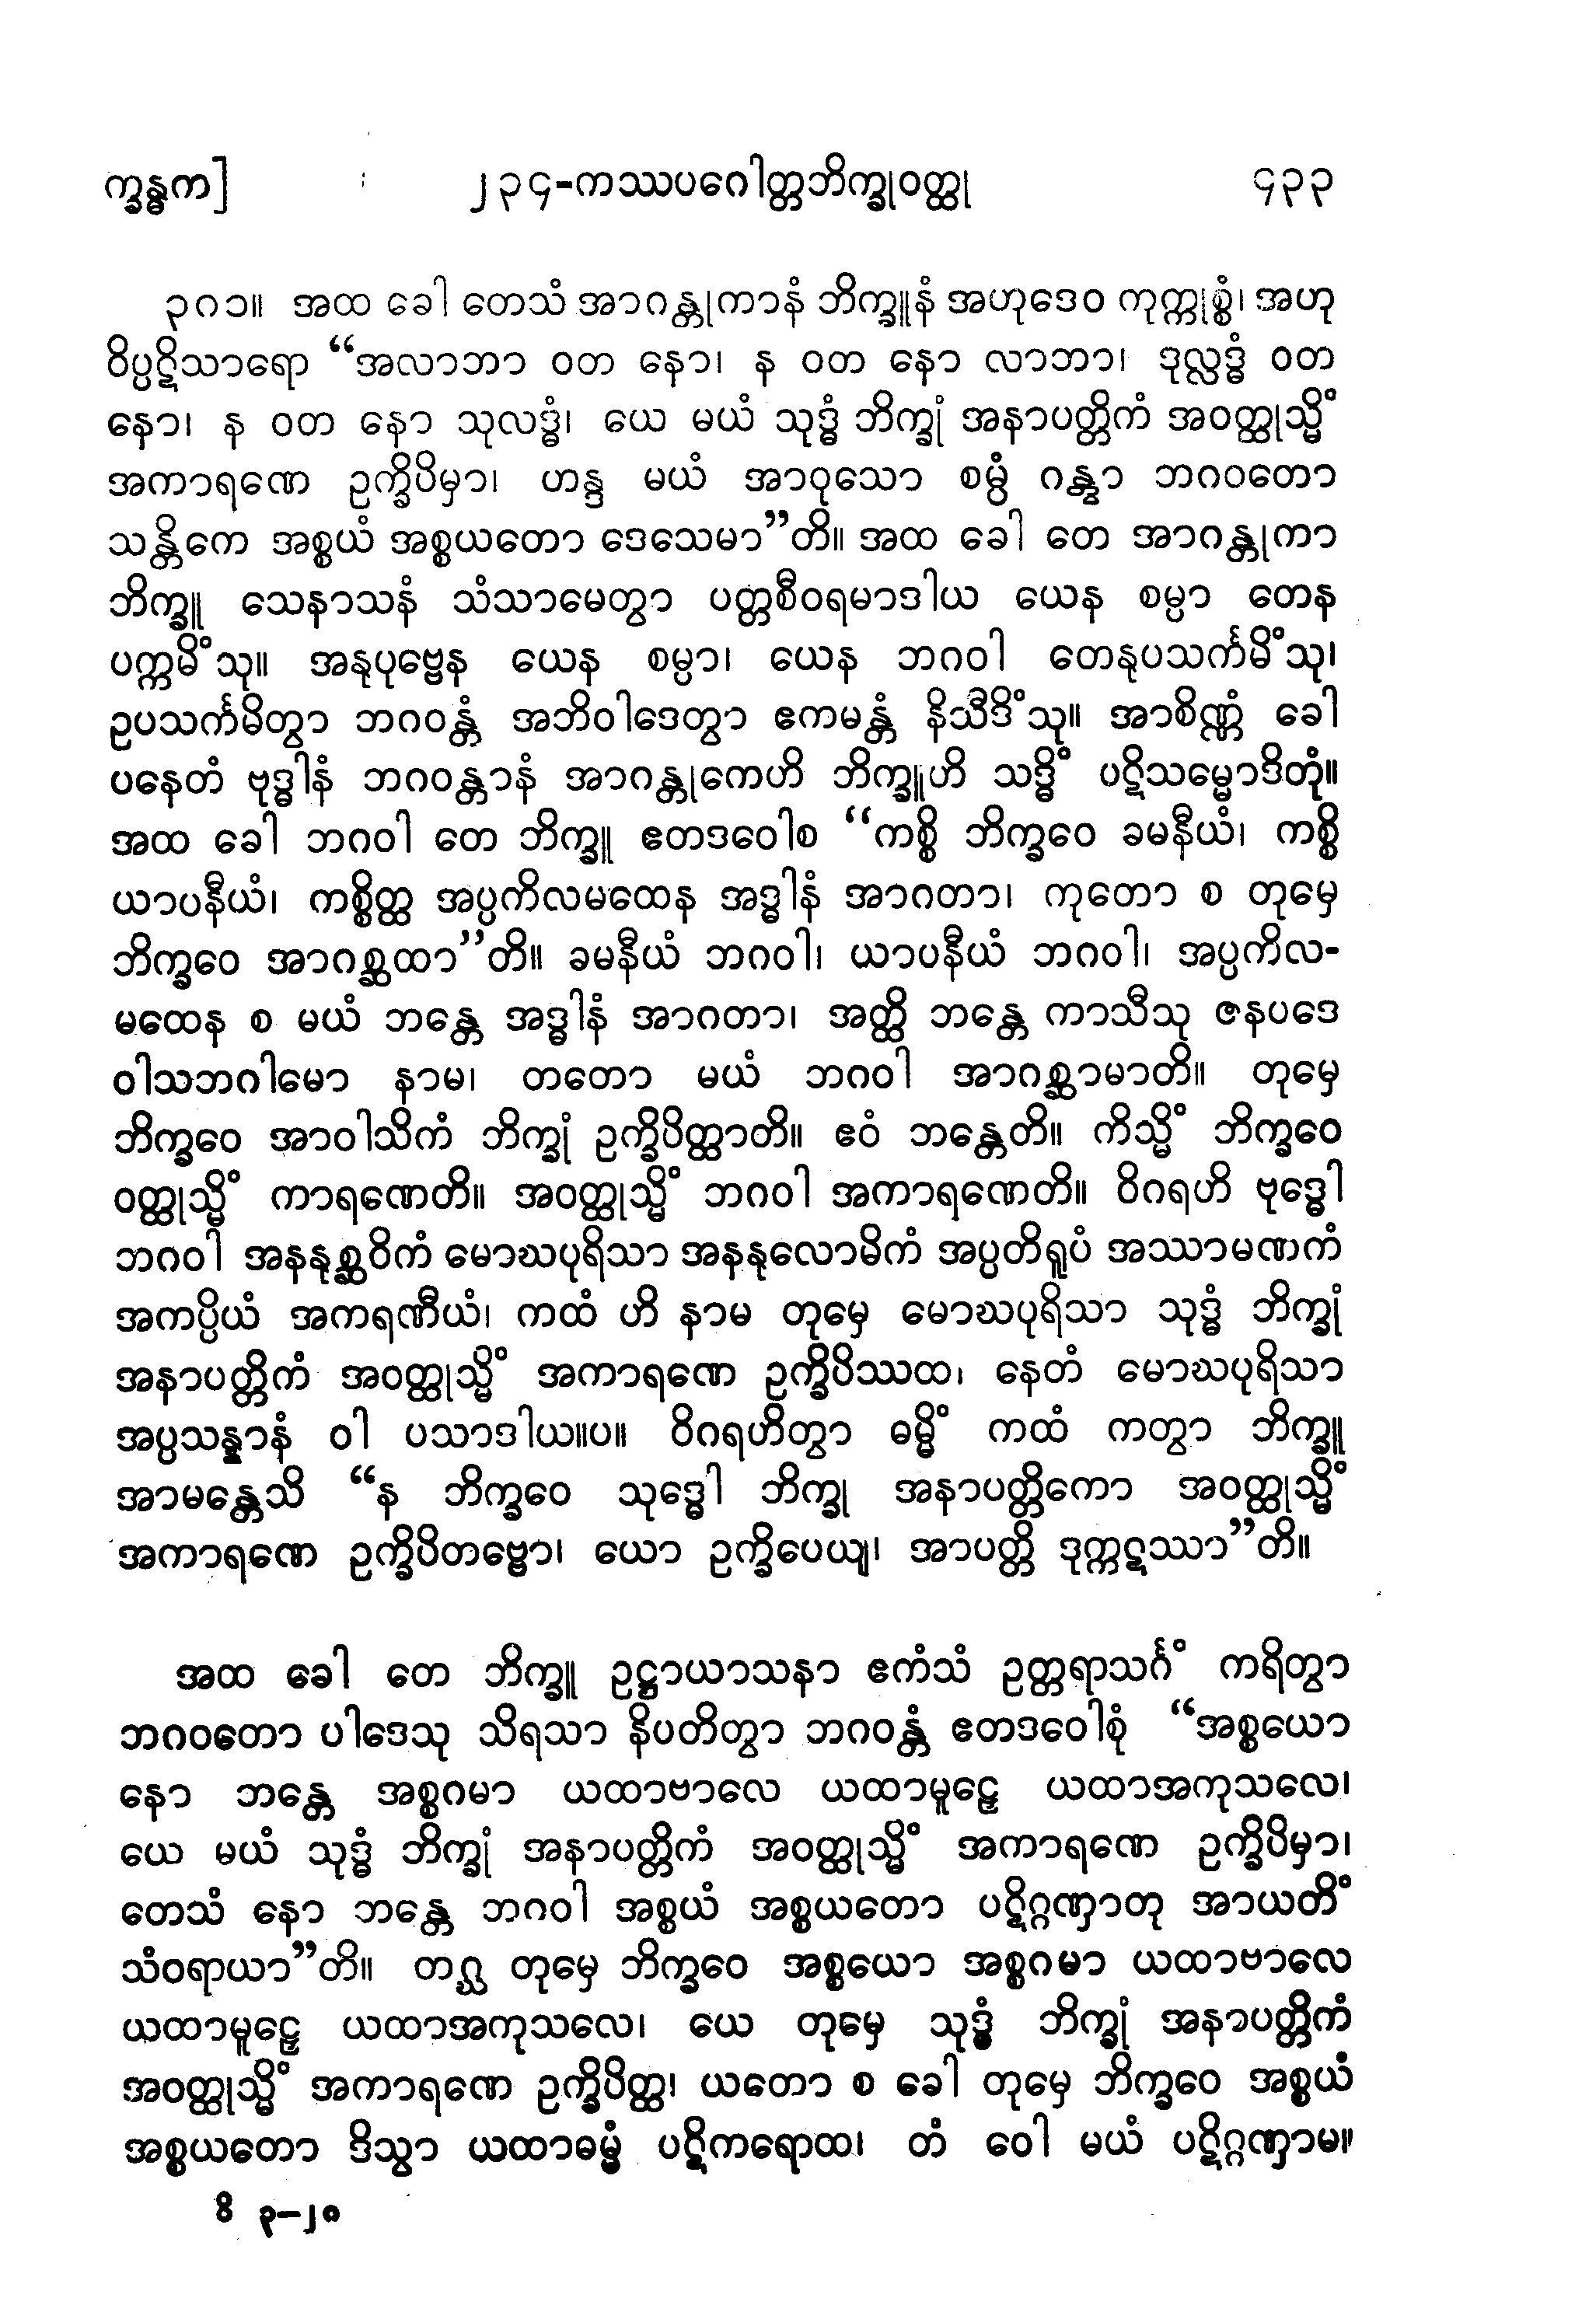 က္ခန္ဓက] ၂၃၄-ကဿပဂေါတ္တဘိက္ခုဝတ္ထု ၄၃၃
၃၈၁။ အထ ခေါ တေသံ အာဂန္တုကာနံ ဘိက္ခူနံ အဟုဒေဝ ကုက္ကုစ္စံ၊ အဟု
ဝိပ္ပဋိသာရော “အလာဘာ ဝတ နော၊ န ဝတ နော လာဘာ၊ ဒုလ္လဒ္ဓံ ဝတ
နော၊ န ဝတ နော သုလဒ္ဓံ၊ ယေ မယံ သုဒ္ဓံ ဘိက္ခုံ အနာပတ္တိကံ အဝတ္ထုသ္မိံ
အကာရဏေ ဥက္ခိပိမှာ၊ ဟန္ဒ မယံ အာဝုသော စမ္ပံ ဂန္တွာ ဘဂဝတော
သန္တိကေ အစ္စယံ အစ္စယတော ဒေသေမာ”တိ။ အထ ခေါ တေ အာဂန္တုကာ
ဘိက္ခူ သေနာသနံ သံသာမေတွာ ပတ္တစီဝရမာဒါယ ယေန စမ္ပာ တေန
ပက္ကမိံသု။ အနုပုဗ္ဗေန ယေန စမ္ပာ၊ ယေန ဘဂဝါ တေနုပသင်္ကမိံသု၊
ဥပသင်္ကမိတွာ ဘဂဝန္တံ အဘိဝါဒေတွာ ဧကမန္တံ နိသီဒိံသု။ အာစိဏ္ဏံ ခေါ
ပနေတံ ဗုဒ္ဓါနံ ဘဂဝန္တာနံ အာဂန္တုကေဟိ ဘိက္ခူဟိ သဒ္ဓိံ ပဋိသမ္မောဒိတုံ။
အထ ခေါ ဘဂဝါ တေ ဘိက္ခူ ဧတဒဝေါစ “ကစ္စိ ဘိက္ခဝေ ခမနီယံ၊ ကစ္စိ
ယာပနီယံ၊ ကစ္စိတ္ထ အပ္ပကိလမထေန အဒ္ဓါနံ အာဂတာ၊ ကုတော စ တုမှေ
ဘိက္ခဝေ အာဂစ္ဆထာ”တိ။ ခမနီယံ ဘဂဝါ၊ ယာပနီယံ ဘဂဝါ၊ အပ္ပကိလ-
မထေန စ မယံ ဘန္တေ အဒ္ဓါနံ အာဂတာ၊ အတ္ထိ ဘန္တေ ကာသီသု ဇနပဒေ
ဝါသဘဂါမော နာမ၊ တတော မယံ ဘဂဝါ အာဂစ္ဆာမာတိ။ တုမှေ
ဘိက္ခဝေ အာဝါသိကံ ဘိက္ခုံ ဥက္ခိပိတ္ထာတိ။ ဧဝံ ဘန္တေတိ။ ကိသ္မိံ ဘိက္ခဝေ
ဝတ္ထုသ္မိံ ကာရဏေတိ။ အဝတ္ထုသ္မိံ ဘဂဝါ အကာရဏေတိ။ ဝိဂရဟိ ဗုဒ္ဓေါ
ဘဂဝါ အနနုစ္ဆဝိကံ မောဃပုရိသာ အနနုလောမိကံ အပ္ပတိရူပံ အဿာမဏကံ
အကပ္ပိယံ အကရဏီယံ၊ ကထံ ဟိ နာမ တုမှေ မောဃပုရိသာ သုဒ္ဓံ ဘိက္ခုံ
အနာပတ္တိကံ အဝတ္ထုသ္မိံ အကာရဏေ ဥက္ခိပိဿထ၊ နေတံ မောဃပုရိသာ
အပ္ပသန္နာနံ ဝါ ပသာဒါယ။ပ။ ဝိဂရဟိတွာ ဓမ္မိံ ကထံ ကတွာ ဘိက္ခူ
အာမန္တေသိ “န ဘိက္ခဝေ သုဒ္ဓေါ ဘိက္ခု အနာပတ္တိကော အဝတ္ထုသ္မိံ
အကာရဏေ ဥက္ခိပိတဗ္ဗော၊ ယော ဥက္ခိပေယျ၊ အာပတ္တိ ဒုက္ကဋဿာ”တိ။
အထ ခေါ တေ ဘိက္ခူ ဥဋ္ဌာယာသနာ ဧကံသံ ဥတ္တရာသင်္ဂံ ကရိတွာ
ဘဂဝတော ပါဒေသု သိရသာ နိပတိတွာ ဘဂဝန္တံ ဧတဒဝေါစုံ “အစ္စယော
နော ဘန္တေ အစ္စဂမာ ယထာဗာလေ ယထာမူဠှေ ယထာအကုသလေ၊
ယေ မယံ သုဒ္ဓံ ဘိက္ခုံ အနာပတ္တိကံ အဝတ္ထုသ္မိံ အကာရဏေ ဥက္ခိပိမှာ၊
တေသံ နော ဘန္တေ ဘဂဝါ အစ္စယံ အစ္စယတော ပဋိဂ္ဂဏှာတု အာယတိံ
သံဝရာယာ”တိ။ တဂ္ဃ တုမှေ ဘိက္ခဝေ အစ္စယော အစ္စဂမာ ယထာဗာလေ
ယထာမူဠှေ ယထာအကုသလေ၊ ယေ တုမှေ သုဒ္ဓံ ဘိက္ခုံ အနာပတ္တိကံ
အဝတ္ထုသ္မိံ အကာရဏေ ဥက္ခိပိတ္ထ၊ ယတော စ ခေါ တုမှေ ဘိက္ခဝေ အစ္စယံ
အစ္စယတော ဒိသွာ ယထာဓမ္မံ ပဋိကရောထ၊ တံ ဝေါ မယံ ပဋိဂ္ဂဏှာမ။
ဝိ ၃-၂၈